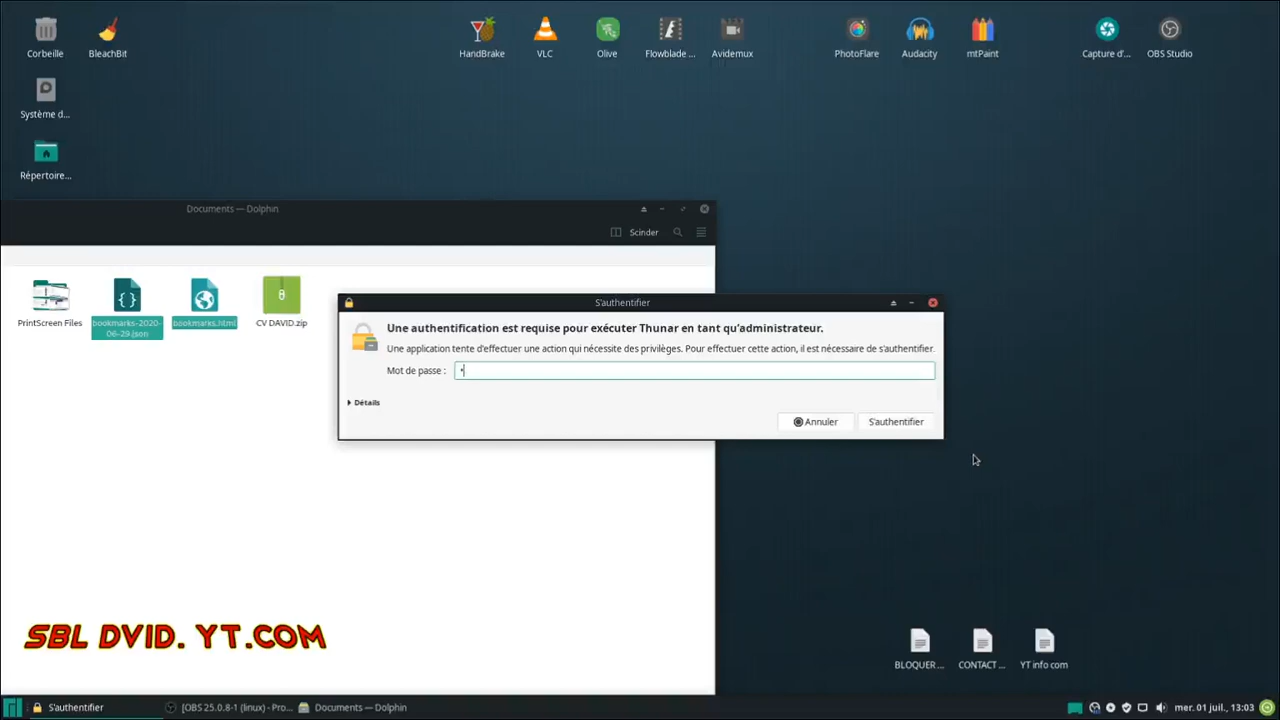 Corbeille
BleachBit
HandBrake
VLC
Olive
Flowblade ...
Avidemux
PhotoFlare
Audacity
mtPaint
Capture d'...
OBS Studio
Système d...
Répertoire...
Documents — Dolphin
Scinder
PrintScreen Files
bookmarks-2020-
06-29.json
bookmarks.html
CV DAVID.zip
S'authentifier
Une authentification est requise pour exécuter Thunar en tant qu'administrateur.
Une application tente d'effectuer une action qui nécessite des privilèges. Pour effectuer cette action, il est nécessaire de s'authentifier.
Mot de passe :
Détails
Annuler
S'authentifier
SBL DVID. YT.COM
BLOQUER ...
CONTACT ...
YT info com
S'authentifier
[OBS 25.0.8-1 (linux) - Pro...
Documents — Dolphin
mer. 01 juil., 13:03